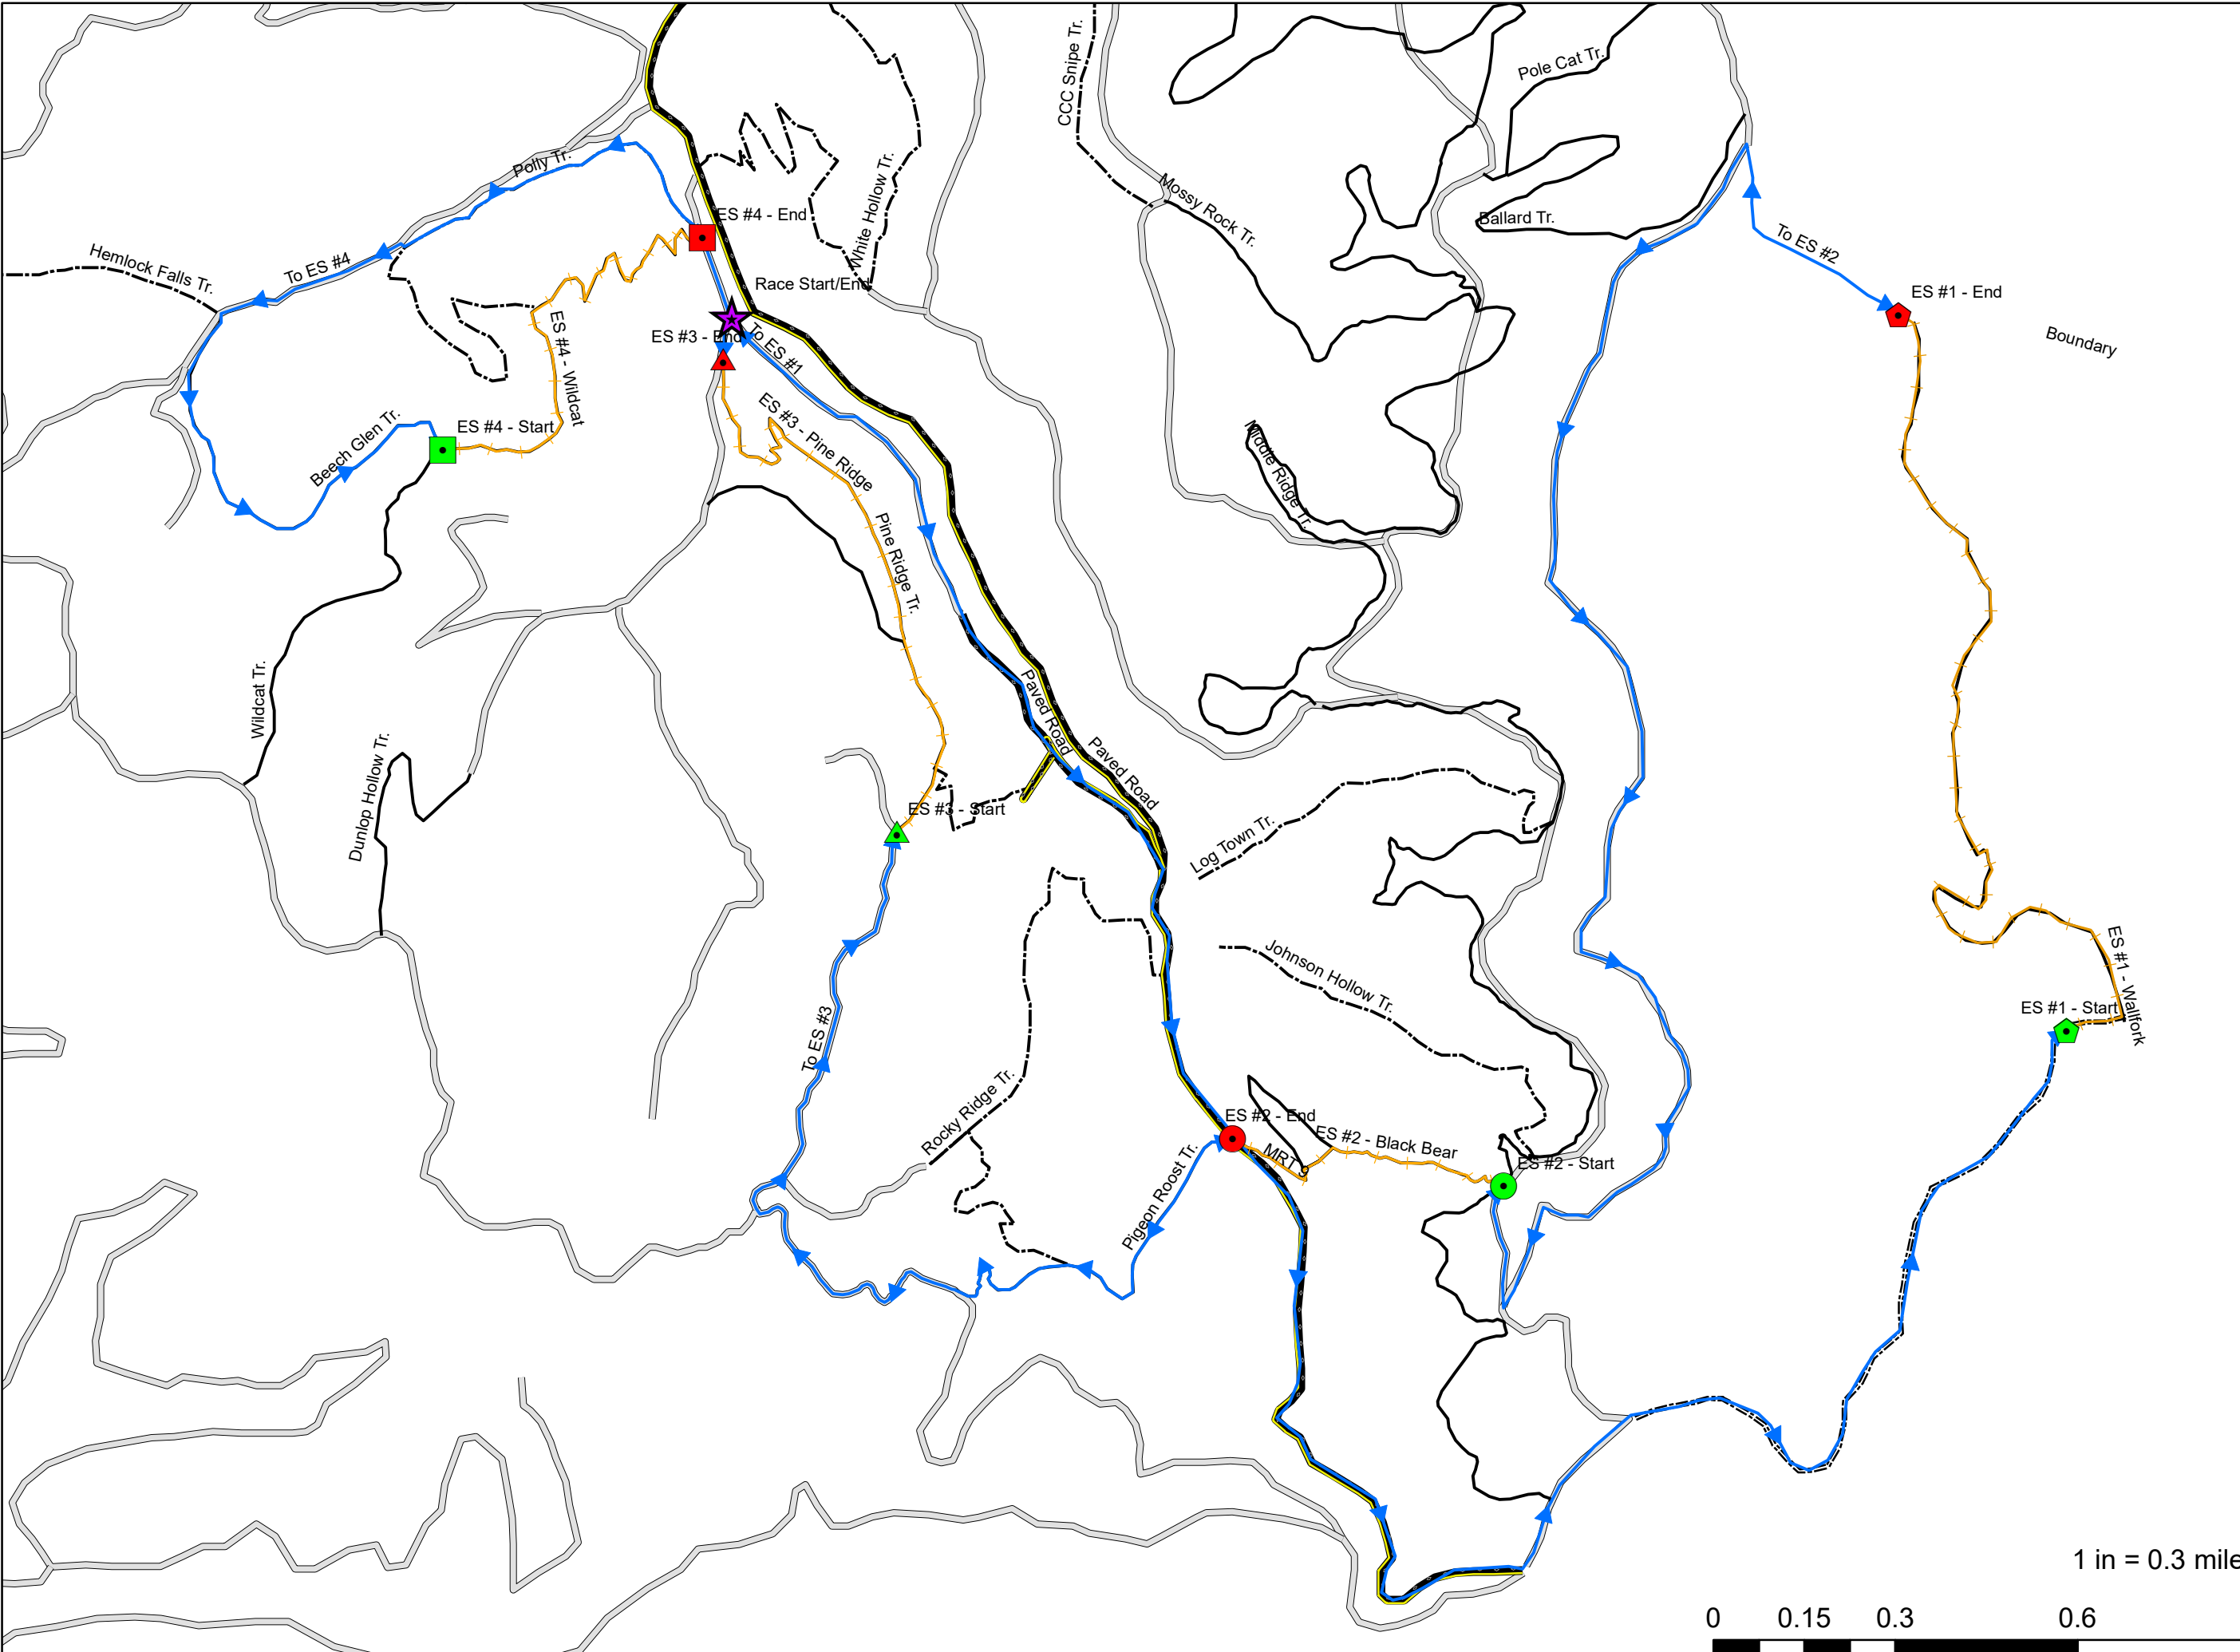 CCC Snipe Tr.
Pole Cat Tr.
Polly Tr.
White Hollow Tr.
Mossy Rock Tr.
Ballard Tr.
ES #4 - End
Hemlock Falls Tr.
To ES #4
To ES #2
Race Start/End
ES #1 - End
Boundary
ES #3 - End
To ES #1
ES #4 - Wildcat
ES #3 - Pine Ridge
Beech Glen Tr.
ES #4 - Start
Middle Ridge Tr.
Pine Ridge Tr.
Wildcat Tr.
Paved Road
Paved Road
Dunlop Hollow Tr.
ES #3 - Start
Log Town Tr.
Johnson Hollow Tr.
ES #1 - Wallfork
ES #1 - Start
To ES #3
Rocky Ridge Tr.
ES #2 - End
ES #2 - Black Bear
MRT 9
ES #2 - Start
Pigeon Roost Tr.
1 in = 0.3 mile
0 0.15 0.3 0.6